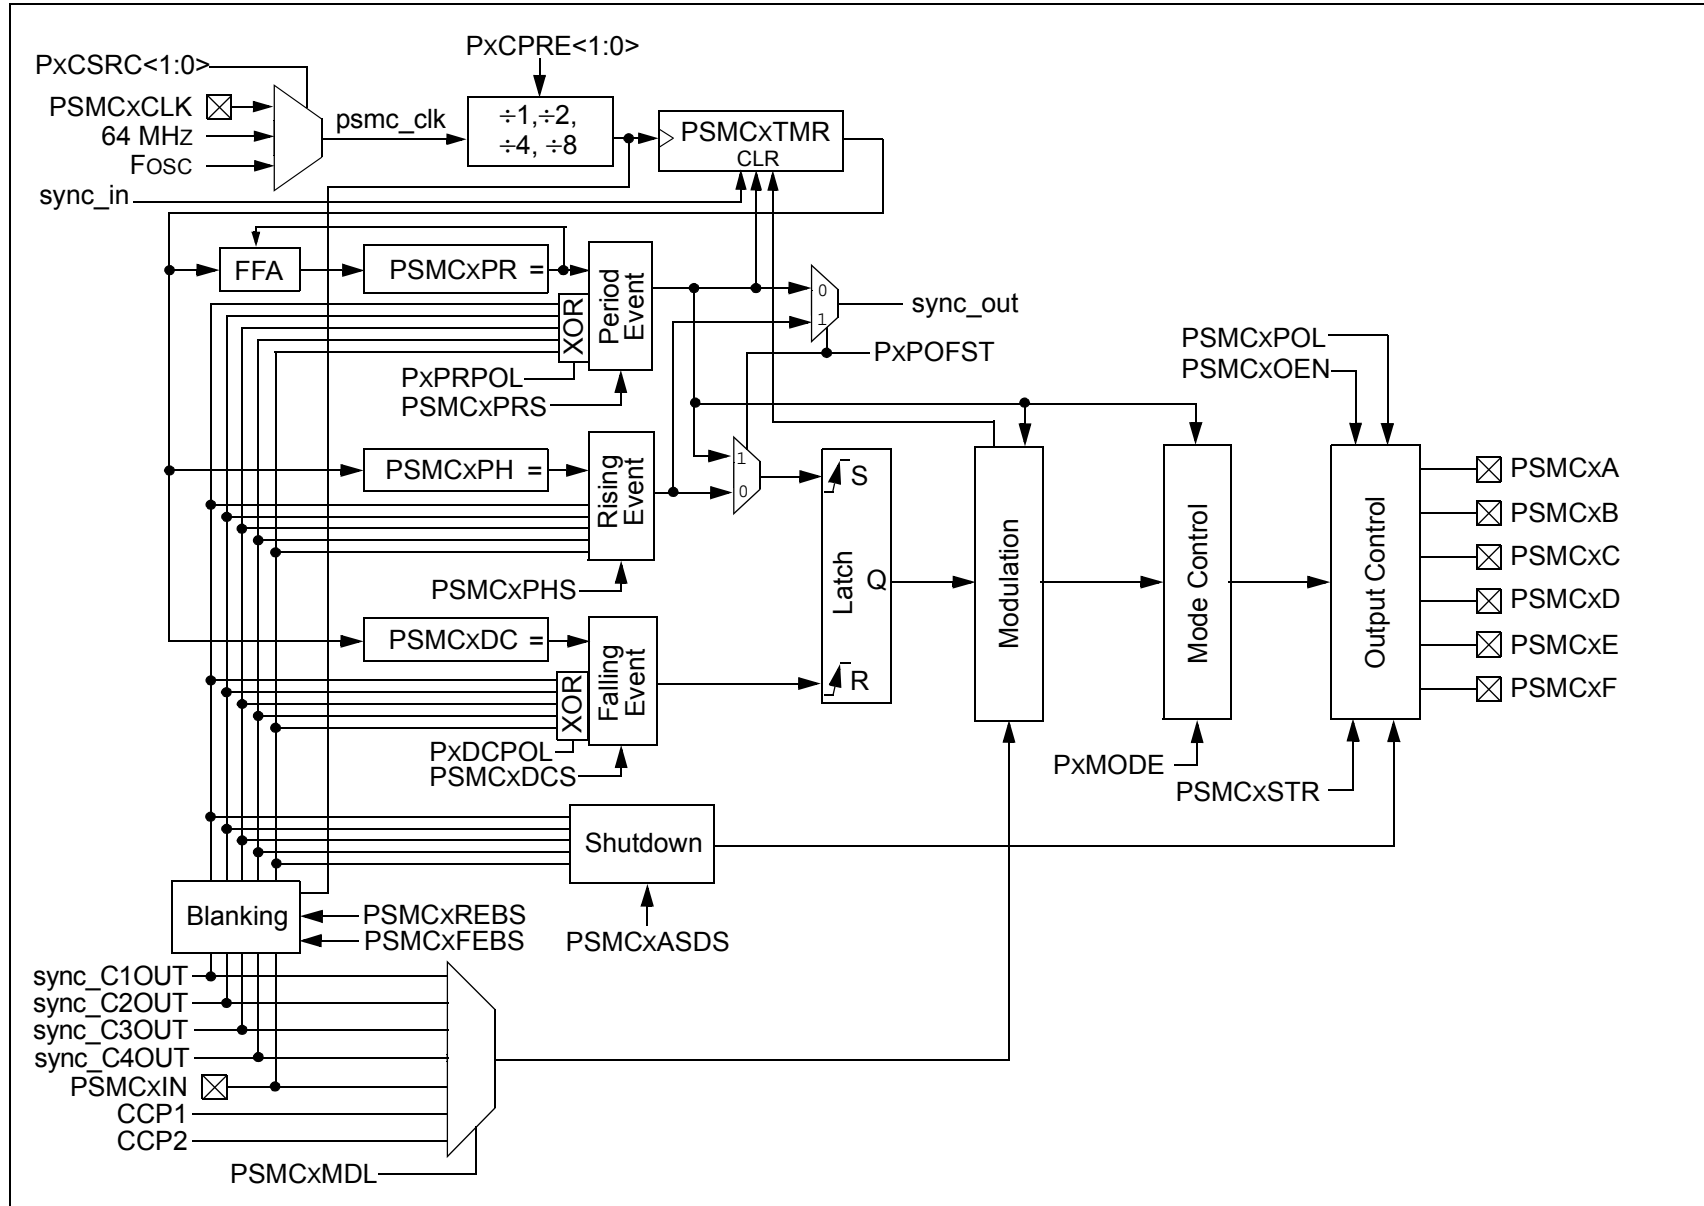 PxCPRE<1:0>
PxCSRC<1:0>
PSMCxCLK
64 MHz
FOSC
sync_in
psmc_clk
÷1,÷2,
÷4, ÷8
PSMCxTMR
CLR
FFA
PSMCxPR =
XOR
Period
Event
PxPRPOL
PSMCxPRS
0
1
sync_out
PxPOFST
PSMCxPH =
Rising
Event
PSMCxPHS
1
0
S
R
Q
Latch
PSMCxDC =
XOR
Falling
Event
PxDCPOL
PSMCxDCS
Modulation
Mode Control
PxMODE
PSMCxPOL
PSMCxOEN
Output Control
PSMCxSTR
PSMCxA
PSMCxB
PSMCxC
PSMCxD
PSMCxE
PSMCxF
Shutdown
PSMCxASDS
Blanking
PSMCxREBS
PSMCxFEBS
sync_C1OUT
sync_C2OUT
sync_C3OUT
sync_C4OUT
PSMCxIN
CCP1
CCP2
PSMCxMDL